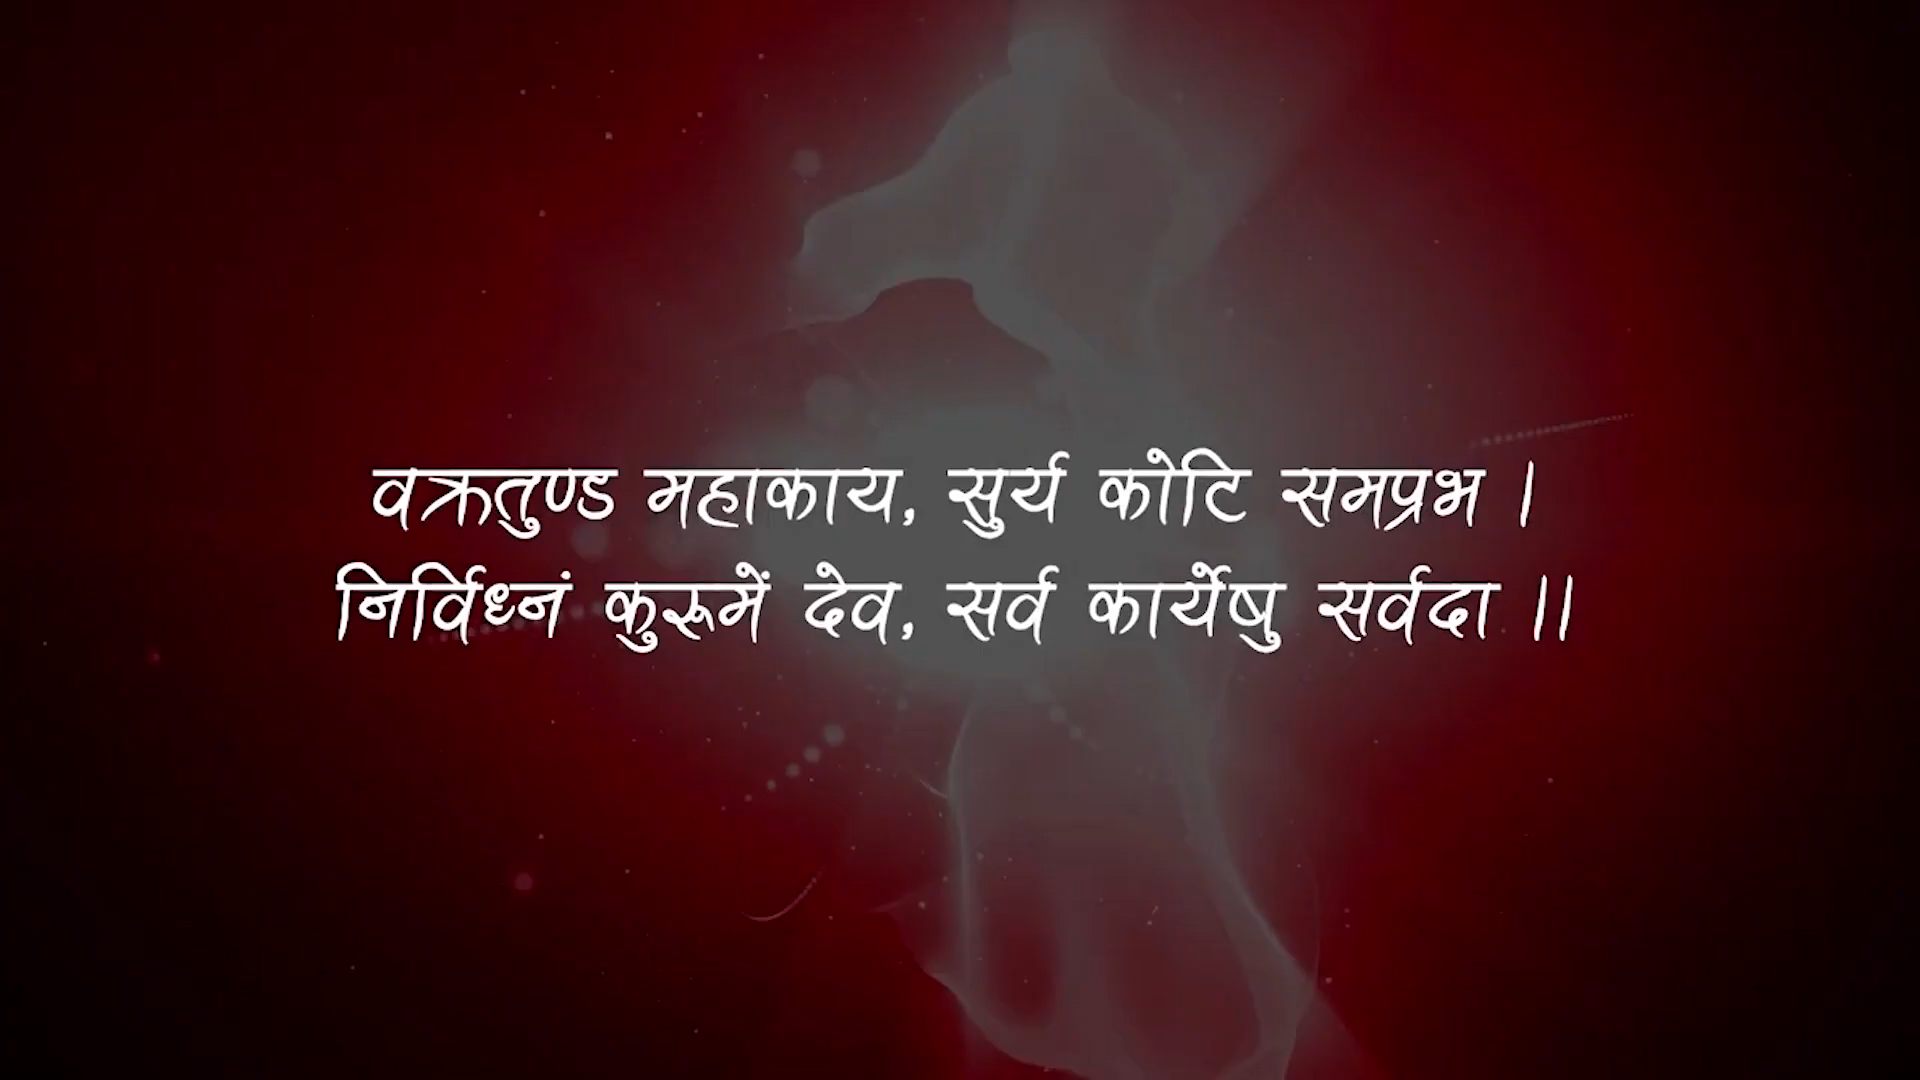 वक्रतुण्ड महाकाय, सुर्य कोटि समप्रभ ।
निर्विध्नं कुरूमें देव, सर्व कार्येषु सर्वदा ।।